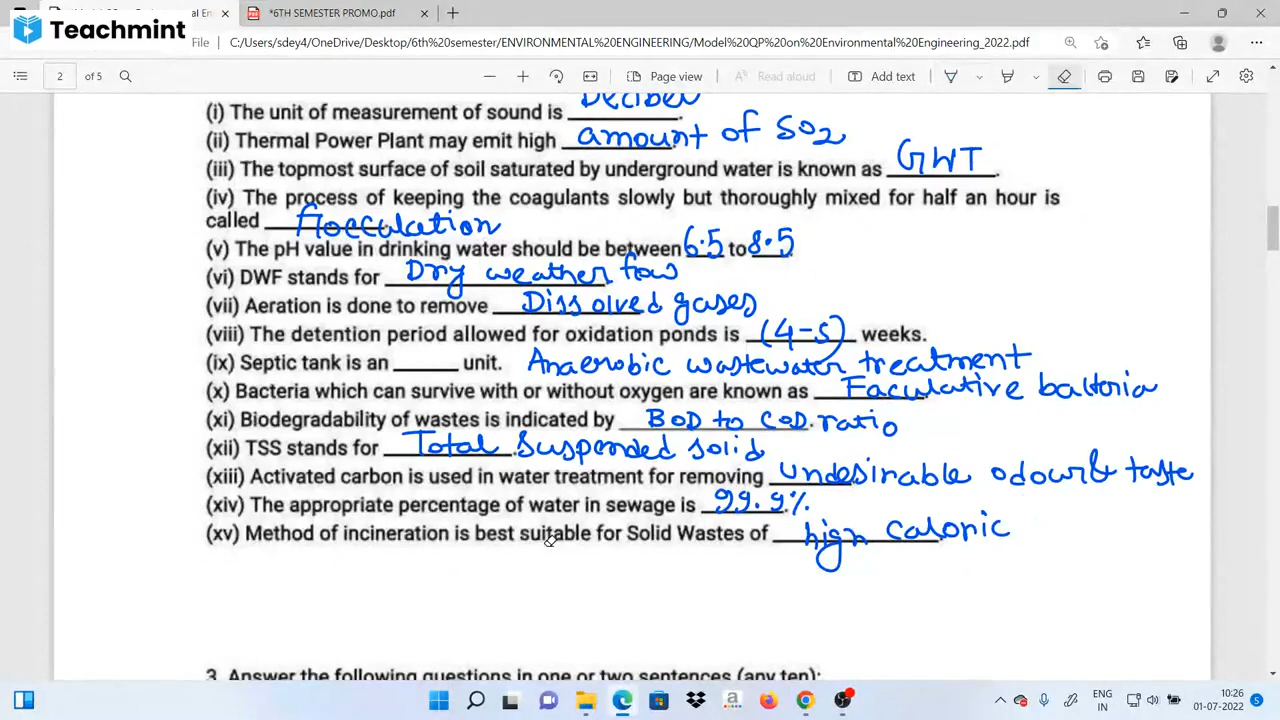 Teachmint
*6TH SEMESTER PROMO.pdf
File C:/Users/sdey4/OneDrive/Desktop/6th%20semester/ENVIRONMENTAL%20ENGINEERING/Model%20QP%20on%20Environmental%20Engineering_2022.pdf
2 of 5 Page view Read aloud Add text
(i) The unit of measurement of sound is Decibel
(ii) Thermal Power Plant may emit high amount of SO2
(iii) The topmost surface of soil saturated by underground water is known as GWT
(iv) The process of keeping the coagulants slowly but thoroughly mixed for half an hour is
called flocculation
(v) The pH value in drinking water should be between 6.5 to 8.5
(vi) DWF stands for Dry weather flow
(vii) Aeration is done to remove Dissolved gases
(viii) The detention period allowed for oxidation ponds is (4-5) weeks.
(ix) Septic tank is an ______ unit. Anaerobic wastewater treatment
(x) Bacteria which can survive with or without oxygen are known as Faculative bacteria
(xi) Biodegradability of wastes is indicated by BOD to COD ratio
(xii) TSS stands for Total suspended solid
(xiii) Activated carbon is used in water treatment for removing undesirable odour & taste
(xiv) The appropriate percentage of water in sewage is 99.9%.
(xv) Method of incineration is best suitable for Solid Wastes of high caloric
3. Answer the following questions in one or two sentences (any ten):
ENG
IN
10:26
01-07-2022
5